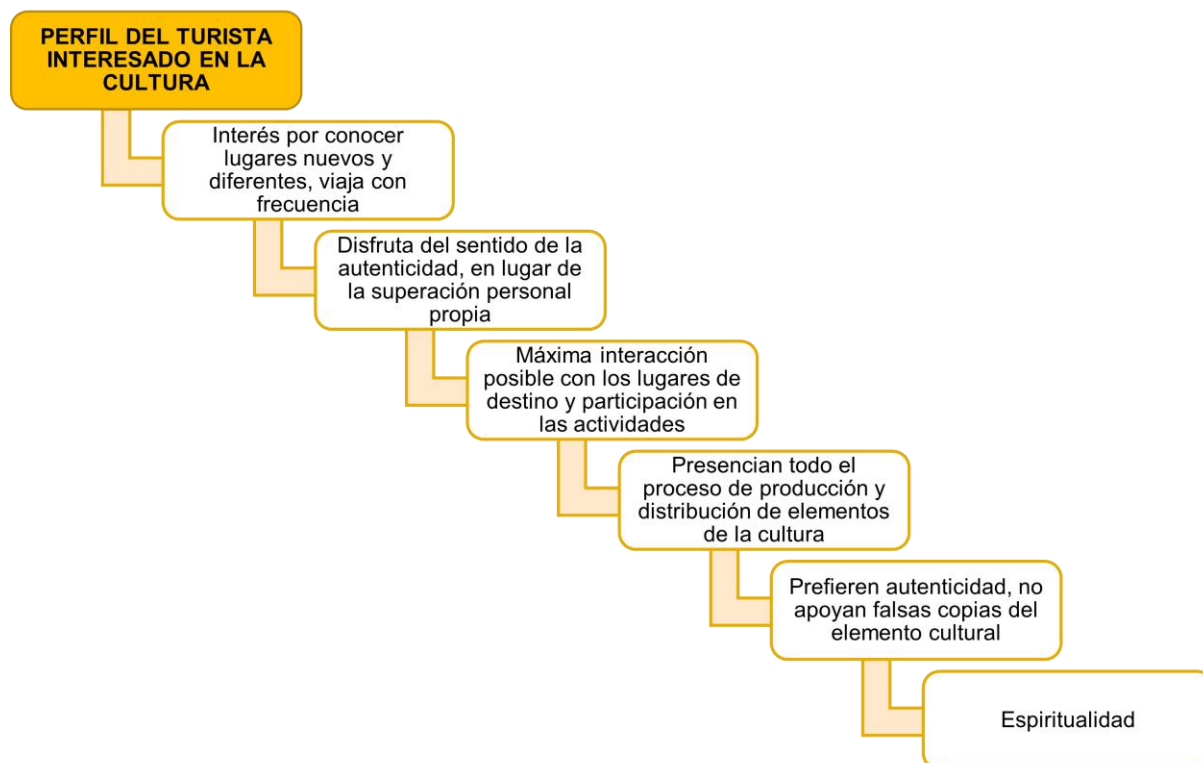 PERFIL DEL TURISTA
INTERESADO EN LA
CULTURA
Interés por conocer
lugares nuevos y
diferentes, viaja con
frecuencia
Disfruta del sentido de la
autenticidad, en lugar de
la superación personal
propia
Máxima interacción
posible con los lugares de
destino y participación en
las actividades
Presencian todo el
proceso de producción y
distribución de elementos
de la cultura
Prefieren autenticidad, no
apoyan falsas copias del
elemento cultural
Espiritualidad